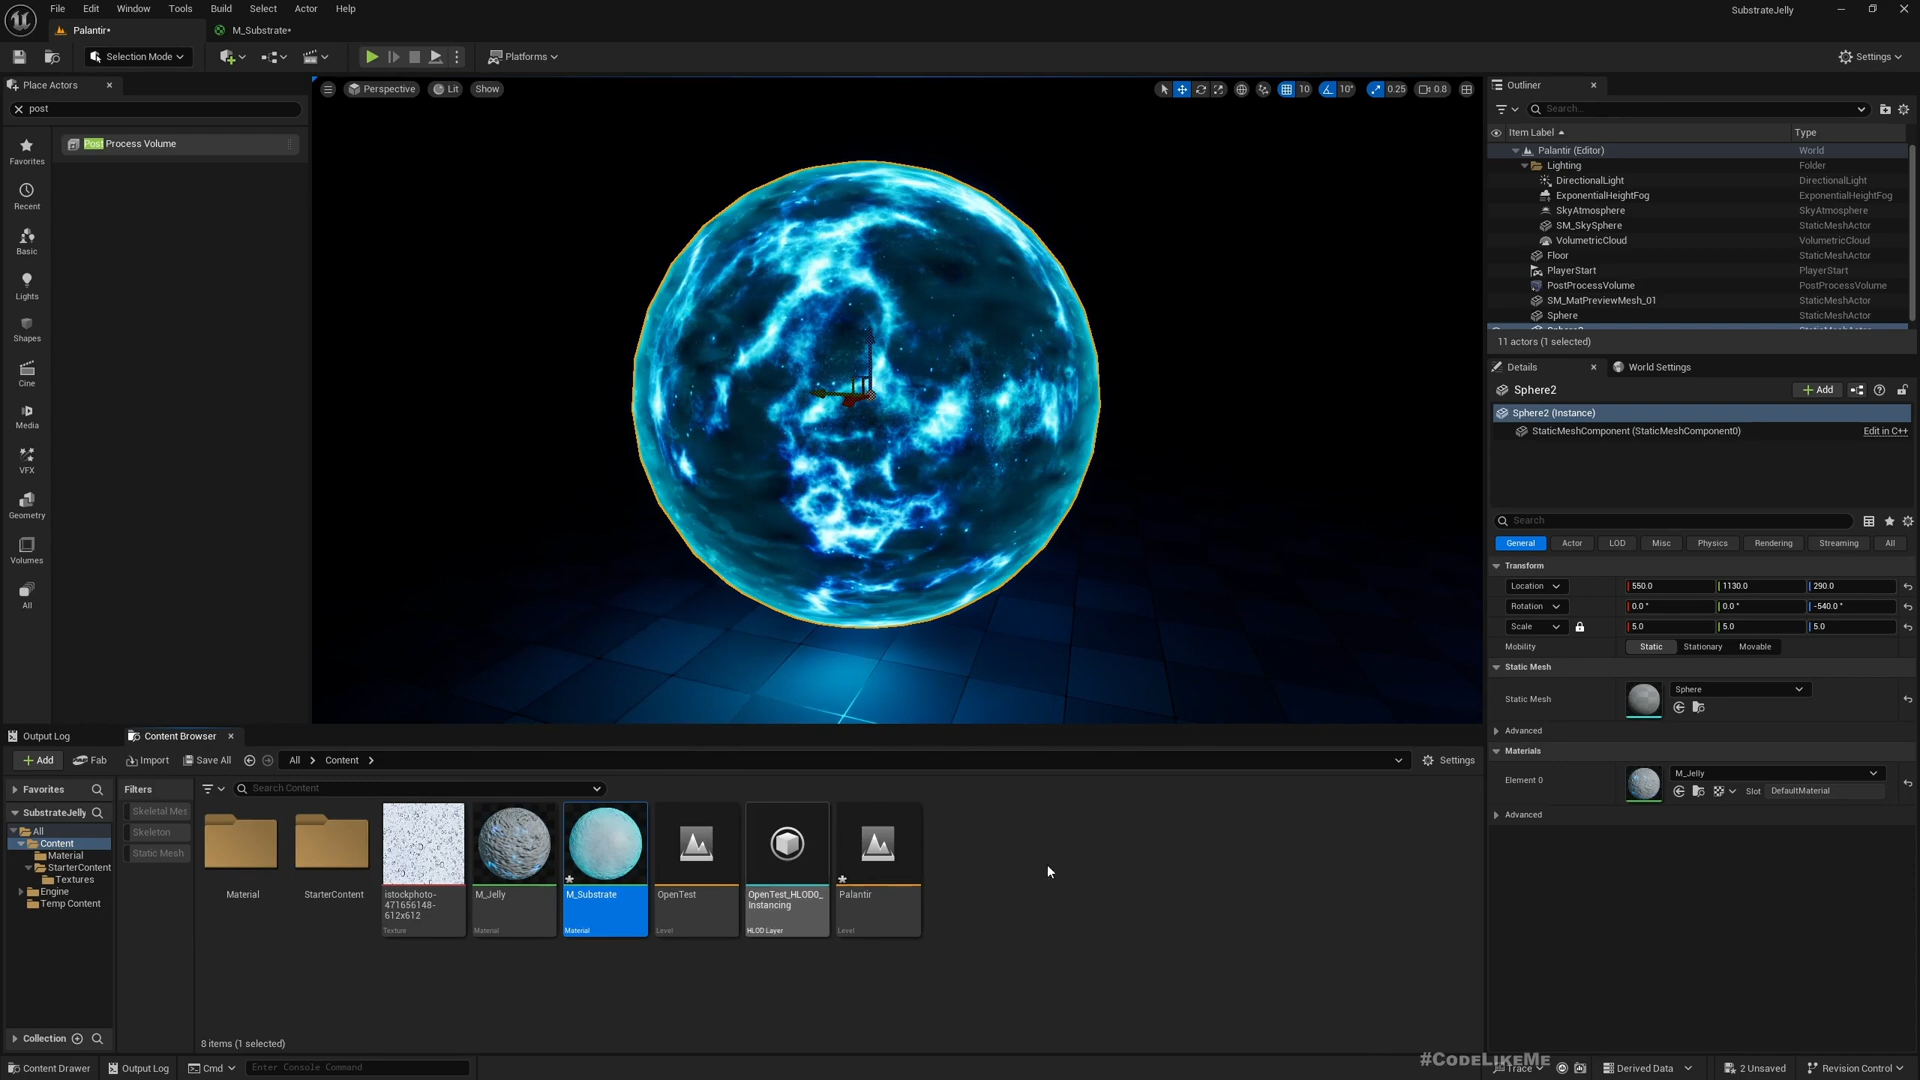 File Edit Window Tools Build Select Actor Help
SubstrateJelly
Palantir•
M_Substrate•
Selection Mode
Platforms
Settings
Place Actors
post
Post Process Volume
Favorites
Recent
Basic
Lights
Shapes
Cine
Media
VFX
Geometry
Volumes
All
Perspective
Lit
Show
10
10°
0.25
0.8
Outliner
Search...
Item Label
Type
Palantir (Editor) World
Lighting Folder
DirectionalLight DirectionalLight
ExponentialHeightFog ExponentialHeightFog
SkyAtmosphere SkyAtmosphere
SM_SkySphere StaticMeshActor
VolumetricCloud VolumetricCloud
Floor StaticMeshActor
PlayerStart PlayerStart
PostProcessVolume PostProcessVolume
SM_MatPreviewMesh_01 StaticMeshActor
Sphere StaticMeshActor
11 actors (1 selected)
Details
World Settings
Sphere2
Add
Sphere2 (Instance)
StaticMeshComponent (StaticMeshComponent0)
Edit in C++
Search
General Actor LOD Misc Physics Rendering Streaming All
Transform
Location 550.0 1130.0 290.0
Rotation 0.0° 0.0° -540.0°
Scale 5.0 5.0 5.0
Mobility Static Stationary Movable
Static Mesh
Static Mesh
Sphere
Advanced
Materials
Element 0
M_Jelly
Slot DefaultMaterial
Advanced
Output Log
Content Browser
Add
Fab
Import
Save All
All
Content
Settings
Favorites
SubstrateJelly
All
Content
Material
StarterContent
Textures
Engine
Temp Content
Collection
Filters
Skeletal Mes
Skeleton
Static Mesh
Search Content
Material
StarterContent
istockphoto-
471656148-
612x612
Texture
M_Jelly
Material
M_Substrate
Material
OpenTest
Level
OpenTest_HLOD0_
Instancing
HLOD Layer
Palantir
Level
8 items (1 selected)
#CodeLikeMe
Content Drawer
Output Log
Cmd
Enter Console Command
Trace
Derived Data
2 Unsaved
Revision Control